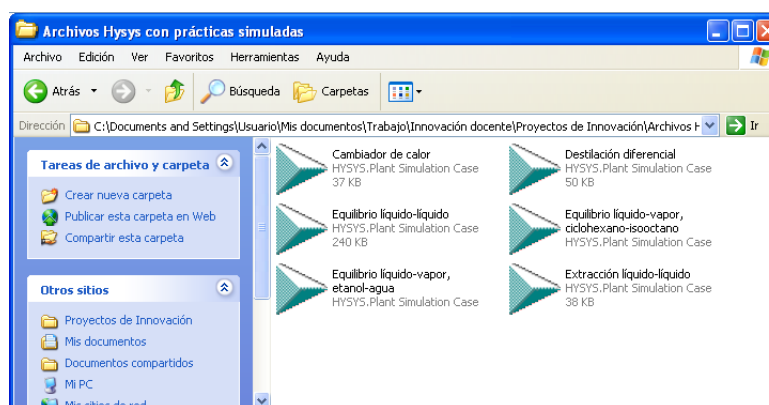 Archivos Hysys con prácticas simuladas
Archivo Edición Ver Favoritos Herramientas Ayuda
Atrás Búsqueda Carpetas
Dirección C:\Documents and Settings\Usuario\Mis documentos\Trabajo\Innovación docente\Proyectos de Innovación\Archivos H Ir
Tareas de archivo y carpeta
Crear nueva carpeta
Publicar esta carpeta en Web
Compartir esta carpeta
Otros sitios
Proyectos de Innovación
Mis documentos
Documentos compartidos
Mi PC
Mis sitios de red
Cambiador de calor
HYSYS.Plant Simulation Case
37 KB
Destilación diferencial
HYSYS.Plant Simulation Case
50 KB
Equilibrio líquido-líquido
HYSYS.Plant Simulation Case
240 KB
Equilibrio líquido-vapor,
ciclohexano-isooctano
HYSYS.Plant Simulation Case
Equilibrio líquido-vapor,
etanol-agua
HYSYS.Plant Simulation Case
Extracción líquido-líquido
HYSYS.Plant Simulation Case
38 KB